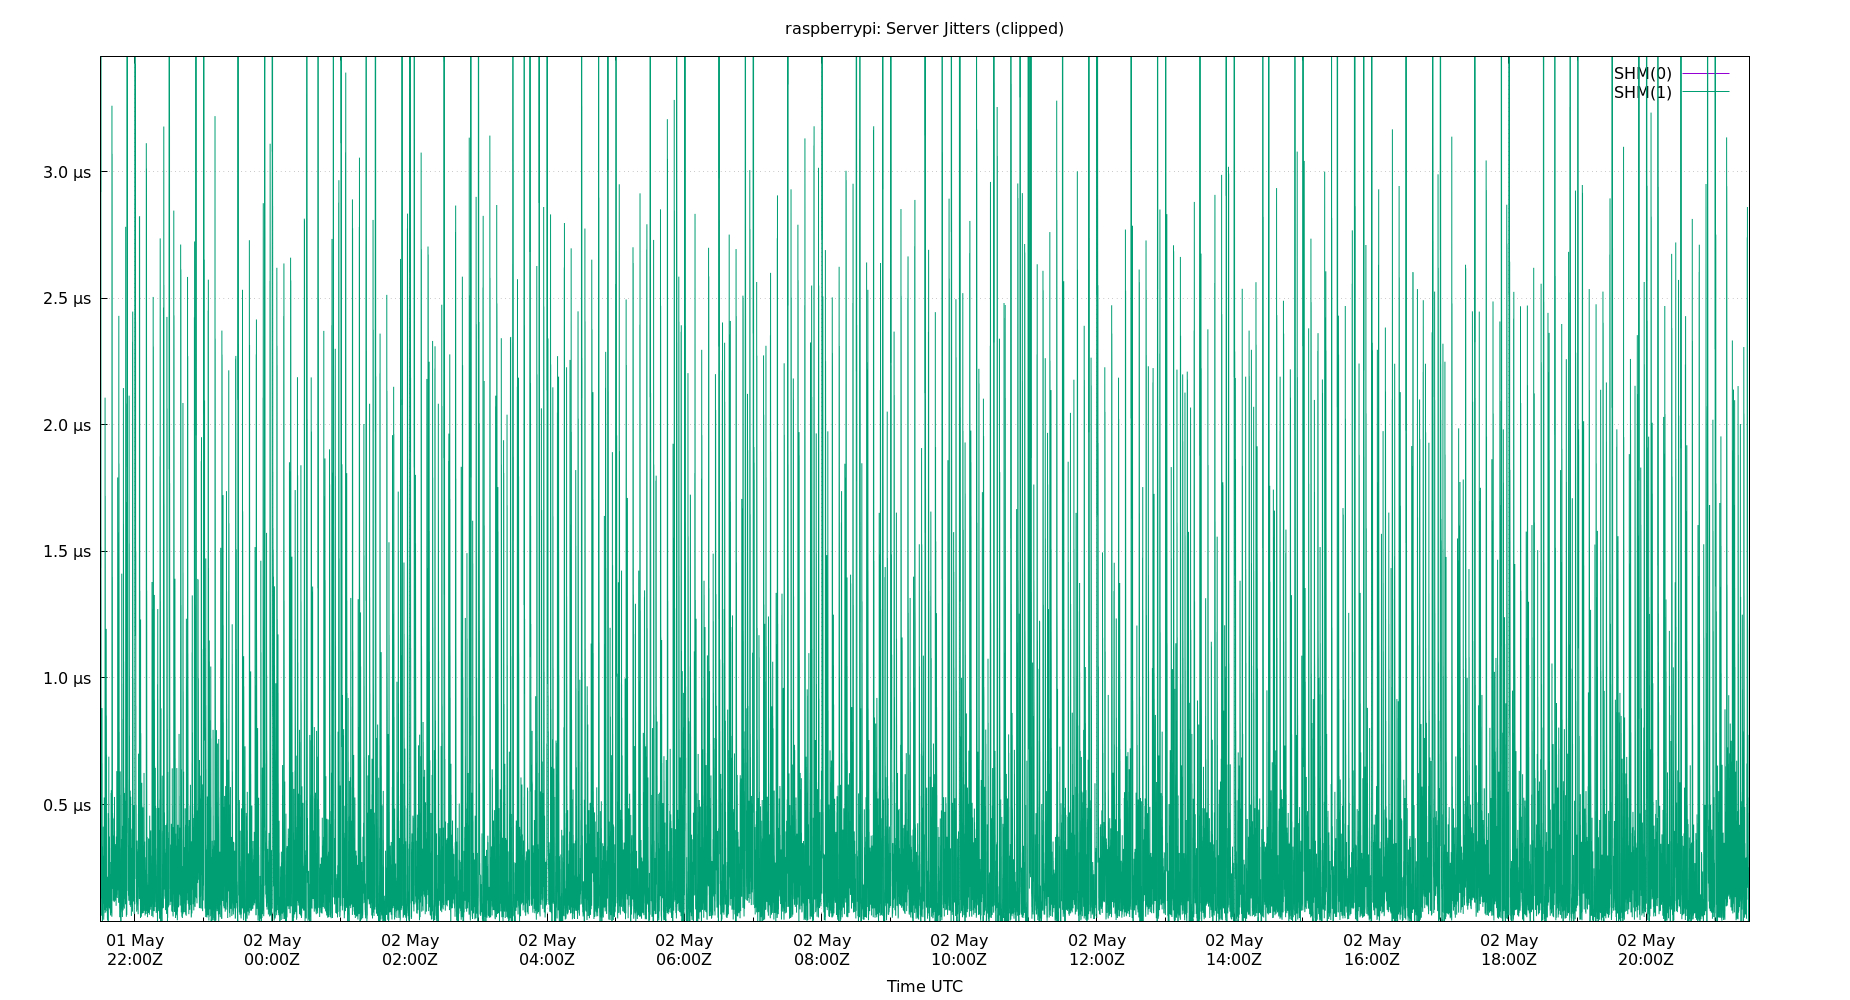 raspberrypi: Server Jitters (clipped)
SHM(0)
SHM(1)
3.0 μs
2.5 μs
2.0 μs
1.5 μs
1.0 μs
0.5 μs
01 May 02 May 02 May 02 May 02 May 02 May 02 May 02 May 02 May 02 May 02 May 02 May
22:00Z 00:00Z 02:00Z 04:00Z 06:00Z 08:00Z 10:00Z 12:00Z 14:00Z 16:00Z 18:00Z 20:00Z
Time UTC